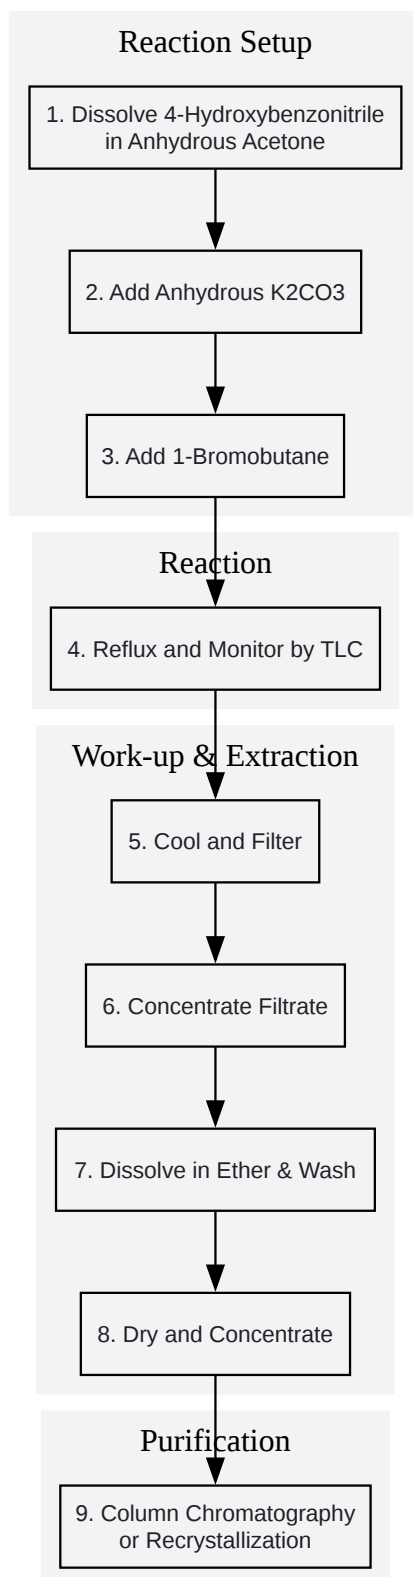 Reaction Setup
1. Dissolve 4-Hydroxybenzonitrile
in Anhydrous Acetone
2. Add Anhydrous K2CO3
3. Add 1-Bromobutane
Reaction
4. Reflux and Monitor by TLC
Work-up & Extraction
5. Cool and Filter
6. Concentrate Filtrate
7. Dissolve in Ether & Wash
8. Dry and Concentrate
Purification
9. Column Chromatography
or Recrystallization